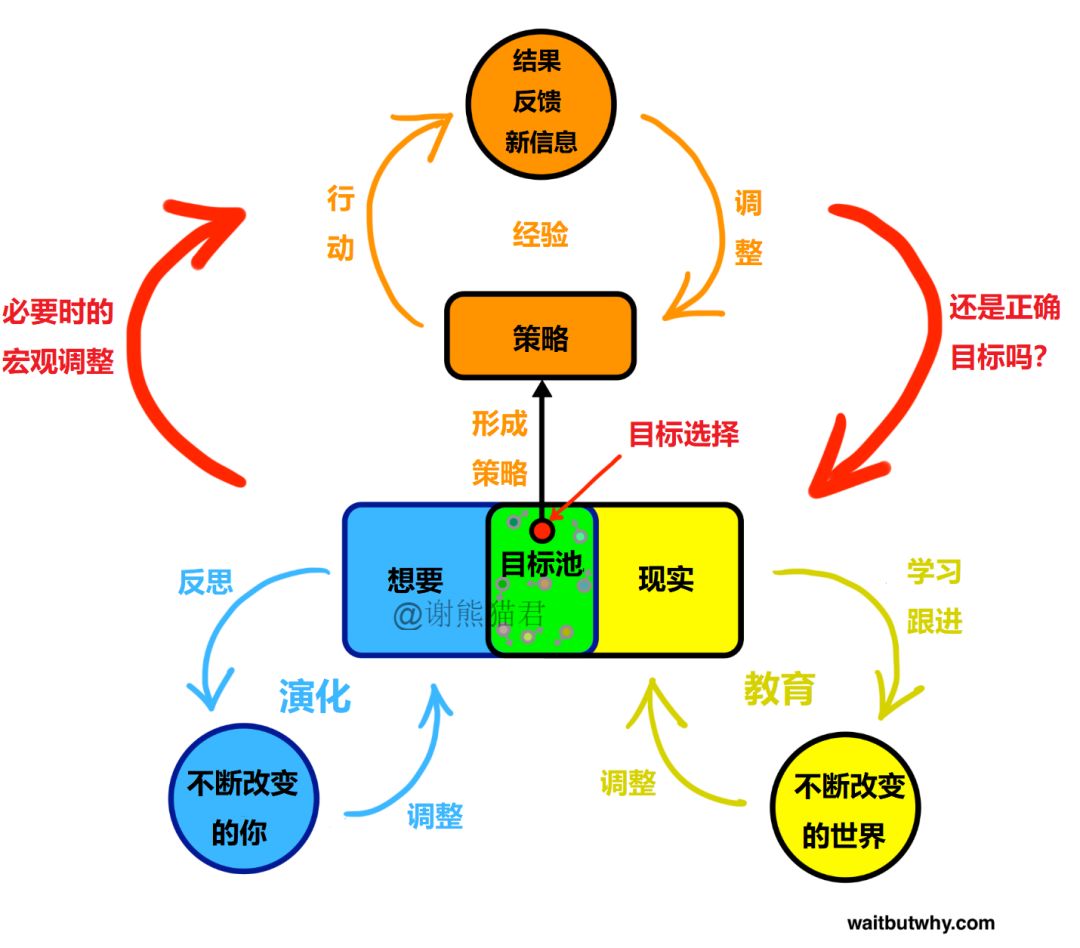 结果
反馈
新信息
行
动
经验
调
整
必要时的
宏观调整
还是正确
目标吗?
策略
形成
策略
目标选择
想要
目标池
现实
@谢熊猫君
反思
学习
跟进
演化
教育
不断改变
的你
调整
调整
不断改变
的世界
waitbutwhy.com